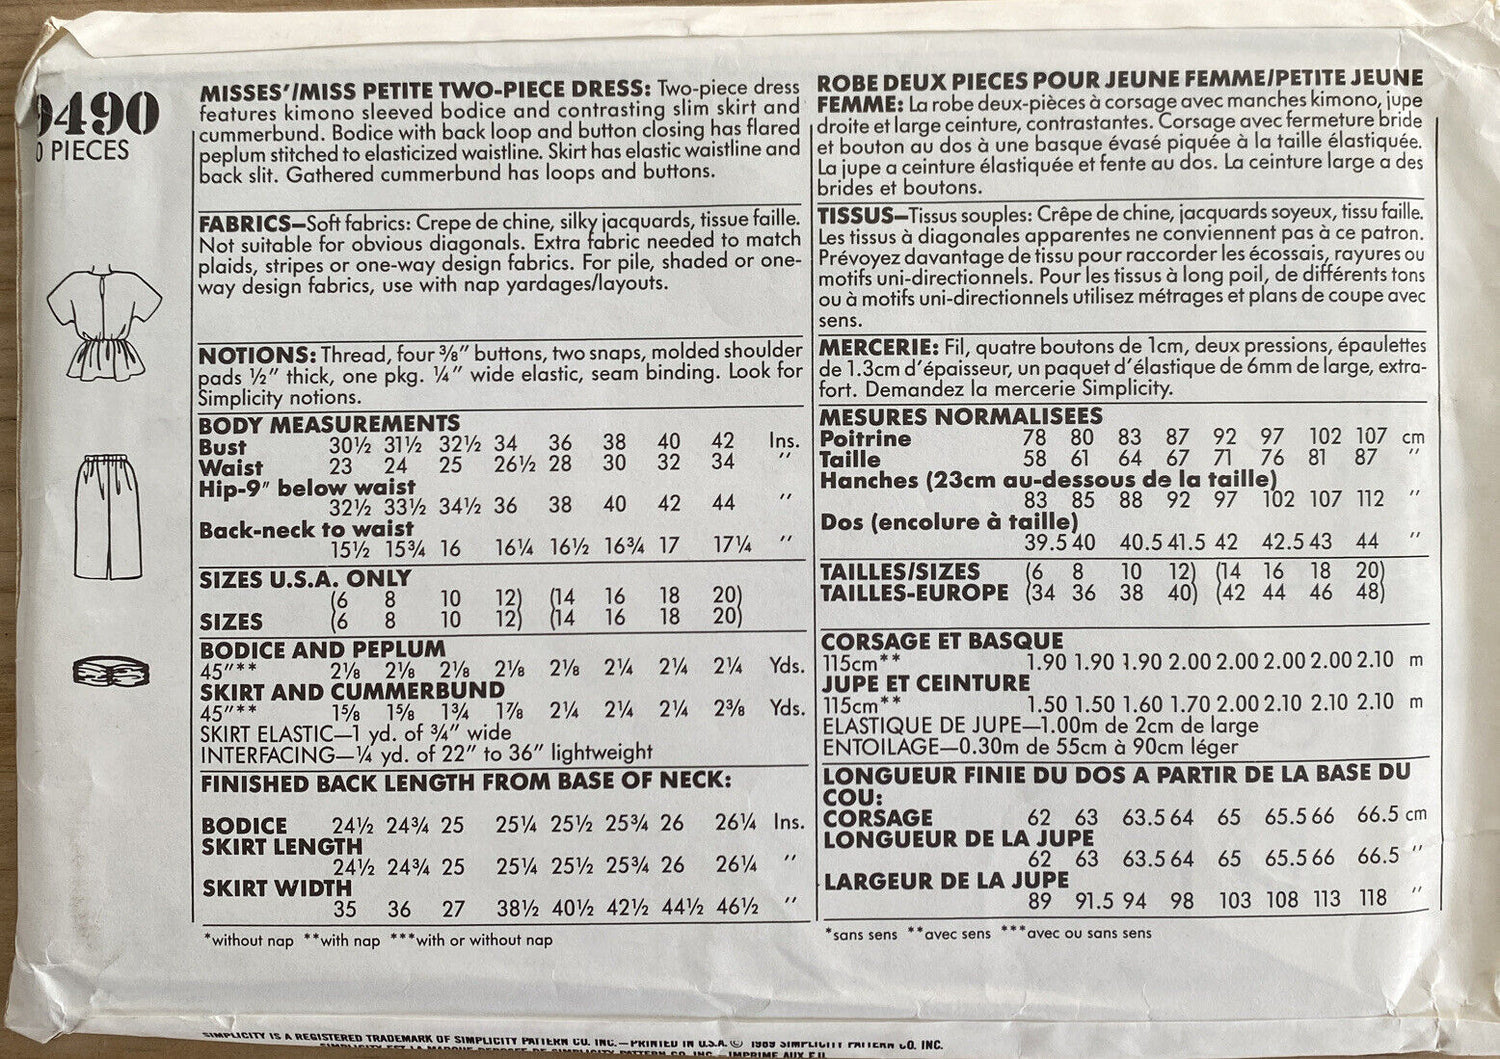 9490
0 PIECES
MISSES'/MISS PETITE TWO-PIECE DRESS: Two-piece dress
features kimono sleeved bodice and contrasting slim skirt and
cummerbund. Bodice with back loop and button closing has flared
peplum stitched to elasticized waistline. Skirt has elastic waistline and
back slit. Gathered cummerbund has loops and buttons.
FABRICS—Soft fabrics: Crepe de chine, silky jacquards, tissue faille.
Not suitable for obvious diagonals. Extra fabric needed to match
plaids, stripes or one-way design fabrics. For pile, shaded or one-
way design fabrics, use with nap yardages/layouts.
NOTIONS: Thread, four ⅜" buttons, two snaps, molded shoulder
pads ½" thick, one pkg. ¼" wide elastic, seam binding. Look for
Simplicity notions.
BODY MEASUREMENTS
Bust 30½ 31½ 32½ 34 36 38 40 42 Ins.
Waist 23 24 25 26½ 28 30 32 34 "
Hip-9" below waist
32½ 33½ 34½ 36 38 40 42 44 "
Back-neck to waist
15½ 15¾ 16 16¼ 16½ 16¾ 17 17¼ "
SIZES U.S.A. ONLY
(6 8 10 12) (14 16 18 20)
SIZES (6 8 10 12) (14 16 18 20)
BODICE AND PEPLUM
45"** 2⅛ 2⅛ 2⅛ 2⅛ 2⅛ 2¼ 2¼ 2¼ Yds.
SKIRT AND CUMMERBUND
45"** 1⅝ 1⅝ 1¾ 1⅞ 2¼ 2¼ 2¼ 2⅜ Yds.
SKIRT ELASTIC—1 yd. of ¾" wide
INTERFACING—¼ yd. of 22" to 36" lightweight
FINISHED BACK LENGTH FROM BASE OF NECK:
BODICE 24½ 24¾ 25 25¼ 25½ 25¾ 26 26¼ Ins.
SKIRT LENGTH
24½ 24¾ 25 25¼ 25½ 25¾ 26 26¼ "
SKIRT WIDTH
35 36 27 38½ 40½ 42½ 44½ 46½ "
*without nap **with nap ***with or without nap
ROBE DEUX PIECES POUR JEUNE FEMME/PETITE JEUNE
FEMME: La robe deux-pièces à corsage avec manches kimono, jupe
droite et large ceinture, contrastantes. Corsage avec fermeture bride
et bouton au dos à une basque évasé piquée à la taille élastiquée.
La jupe a ceinture élastiquée et fente au dos. La ceinture large a des
brides et boutons.
TISSUS—Tissus souples: Crêpe de chine, jacquards soyeux, tissu faille.
Les tissus à diagonales apparentes ne conviennent pas à ce patron.
Prévoyez davantage de tissu pour raccorder les écossais, rayures ou
motifs uni-directionnels. Pour les tissus à long poil, de différents tons
ou à motifs uni-directionnels utilisez métrages et plans de coupe avec
sens.
MERCERIE: Fil, quatre boutons de 1cm, deux pressions, épaulettes
de 1.3cm d'épaisseur, un paquet d'élastique de 6mm de large, extra-
fort. Demandez la mercerie Simplicity.
MESURES NORMALISEES
Poitrine 78 80 83 87 92 97 102 107 cm
Taille 58 61 64 67 71 76 81 87 "
Hanches (23cm au-dessous de la taille)
83 85 88 92 97 102 107 112 "
Dos (encolure à taille)
39.5 40 40.5 41.5 42 42.5 43 44 "
TAILLES/SIZES (6 8 10 12) (14 16 18 20)
TAILLES-EUROPE (34 36 38 40) (42 44 46 48)
CORSAGE ET BASQUE
115cm** 1.90 1.90 1.90 2.00 2.00 2.00 2.00 2.10 m
JUPE ET CEINTURE
115cm** 1.50 1.50 1.60 1.70 2.00 2.10 2.10 2.10 m
ELASTIQUE DE JUPE—1.00m de 2cm de large
ENTOILAGE—0.30m de 55cm à 90cm léger
LONGUEUR FINIE DU DOS A PARTIR DE LA BASE DU
COU:
CORSAGE 62 63 63.5 64 65 65.5 66 66.5 cm
LONGUEUR DE LA JUPE
62 63 63.5 64 65 65.5 66 66.5 "
LARGEUR DE LA JUPE
89 91.5 94 98 103 108 113 118 "
*sans sens **avec sens ***avec ou sans sens
SIMPLICITY IS A REGISTERED TRADEMARK OF SIMPLICITY PATTERN CO. INC.—PRINTED IN U.S.A. © 1989 SIMPLICITY PATTERN CO. INC.